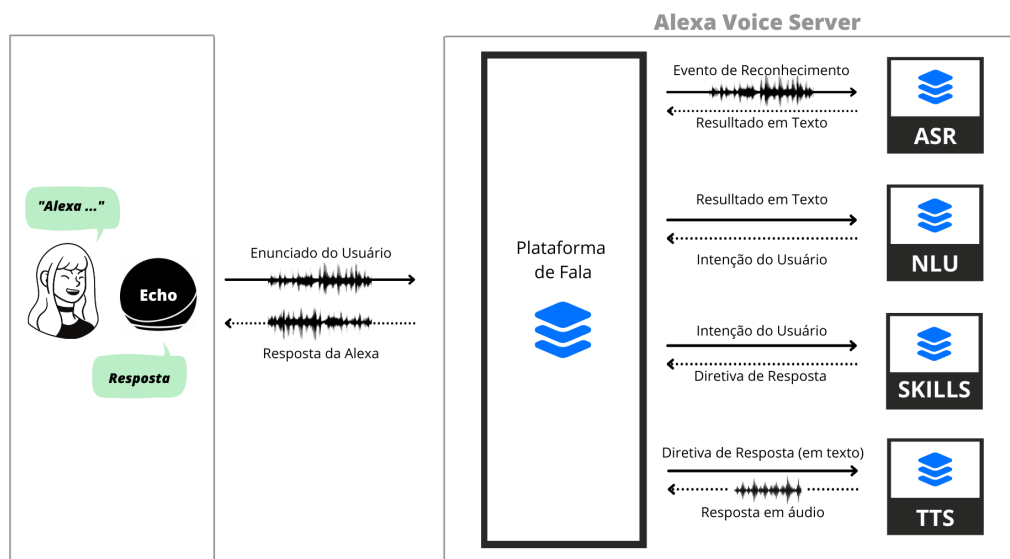 Alexa Voice Server
"Alexa ..."
Echo
Resposta
Enunciado do Usuário
Resposta da Alexa
Plataforma
de Fala
Evento de Reconhecimento
Resulltado em Texto
ASR
Resulltado em Texto
Intenção do Usuário
NLU
Intenção do Usuário
Diretiva de Resposta
SKILLS
Diretiva de Resposta (em texto)
Resposta em áudio
TTS